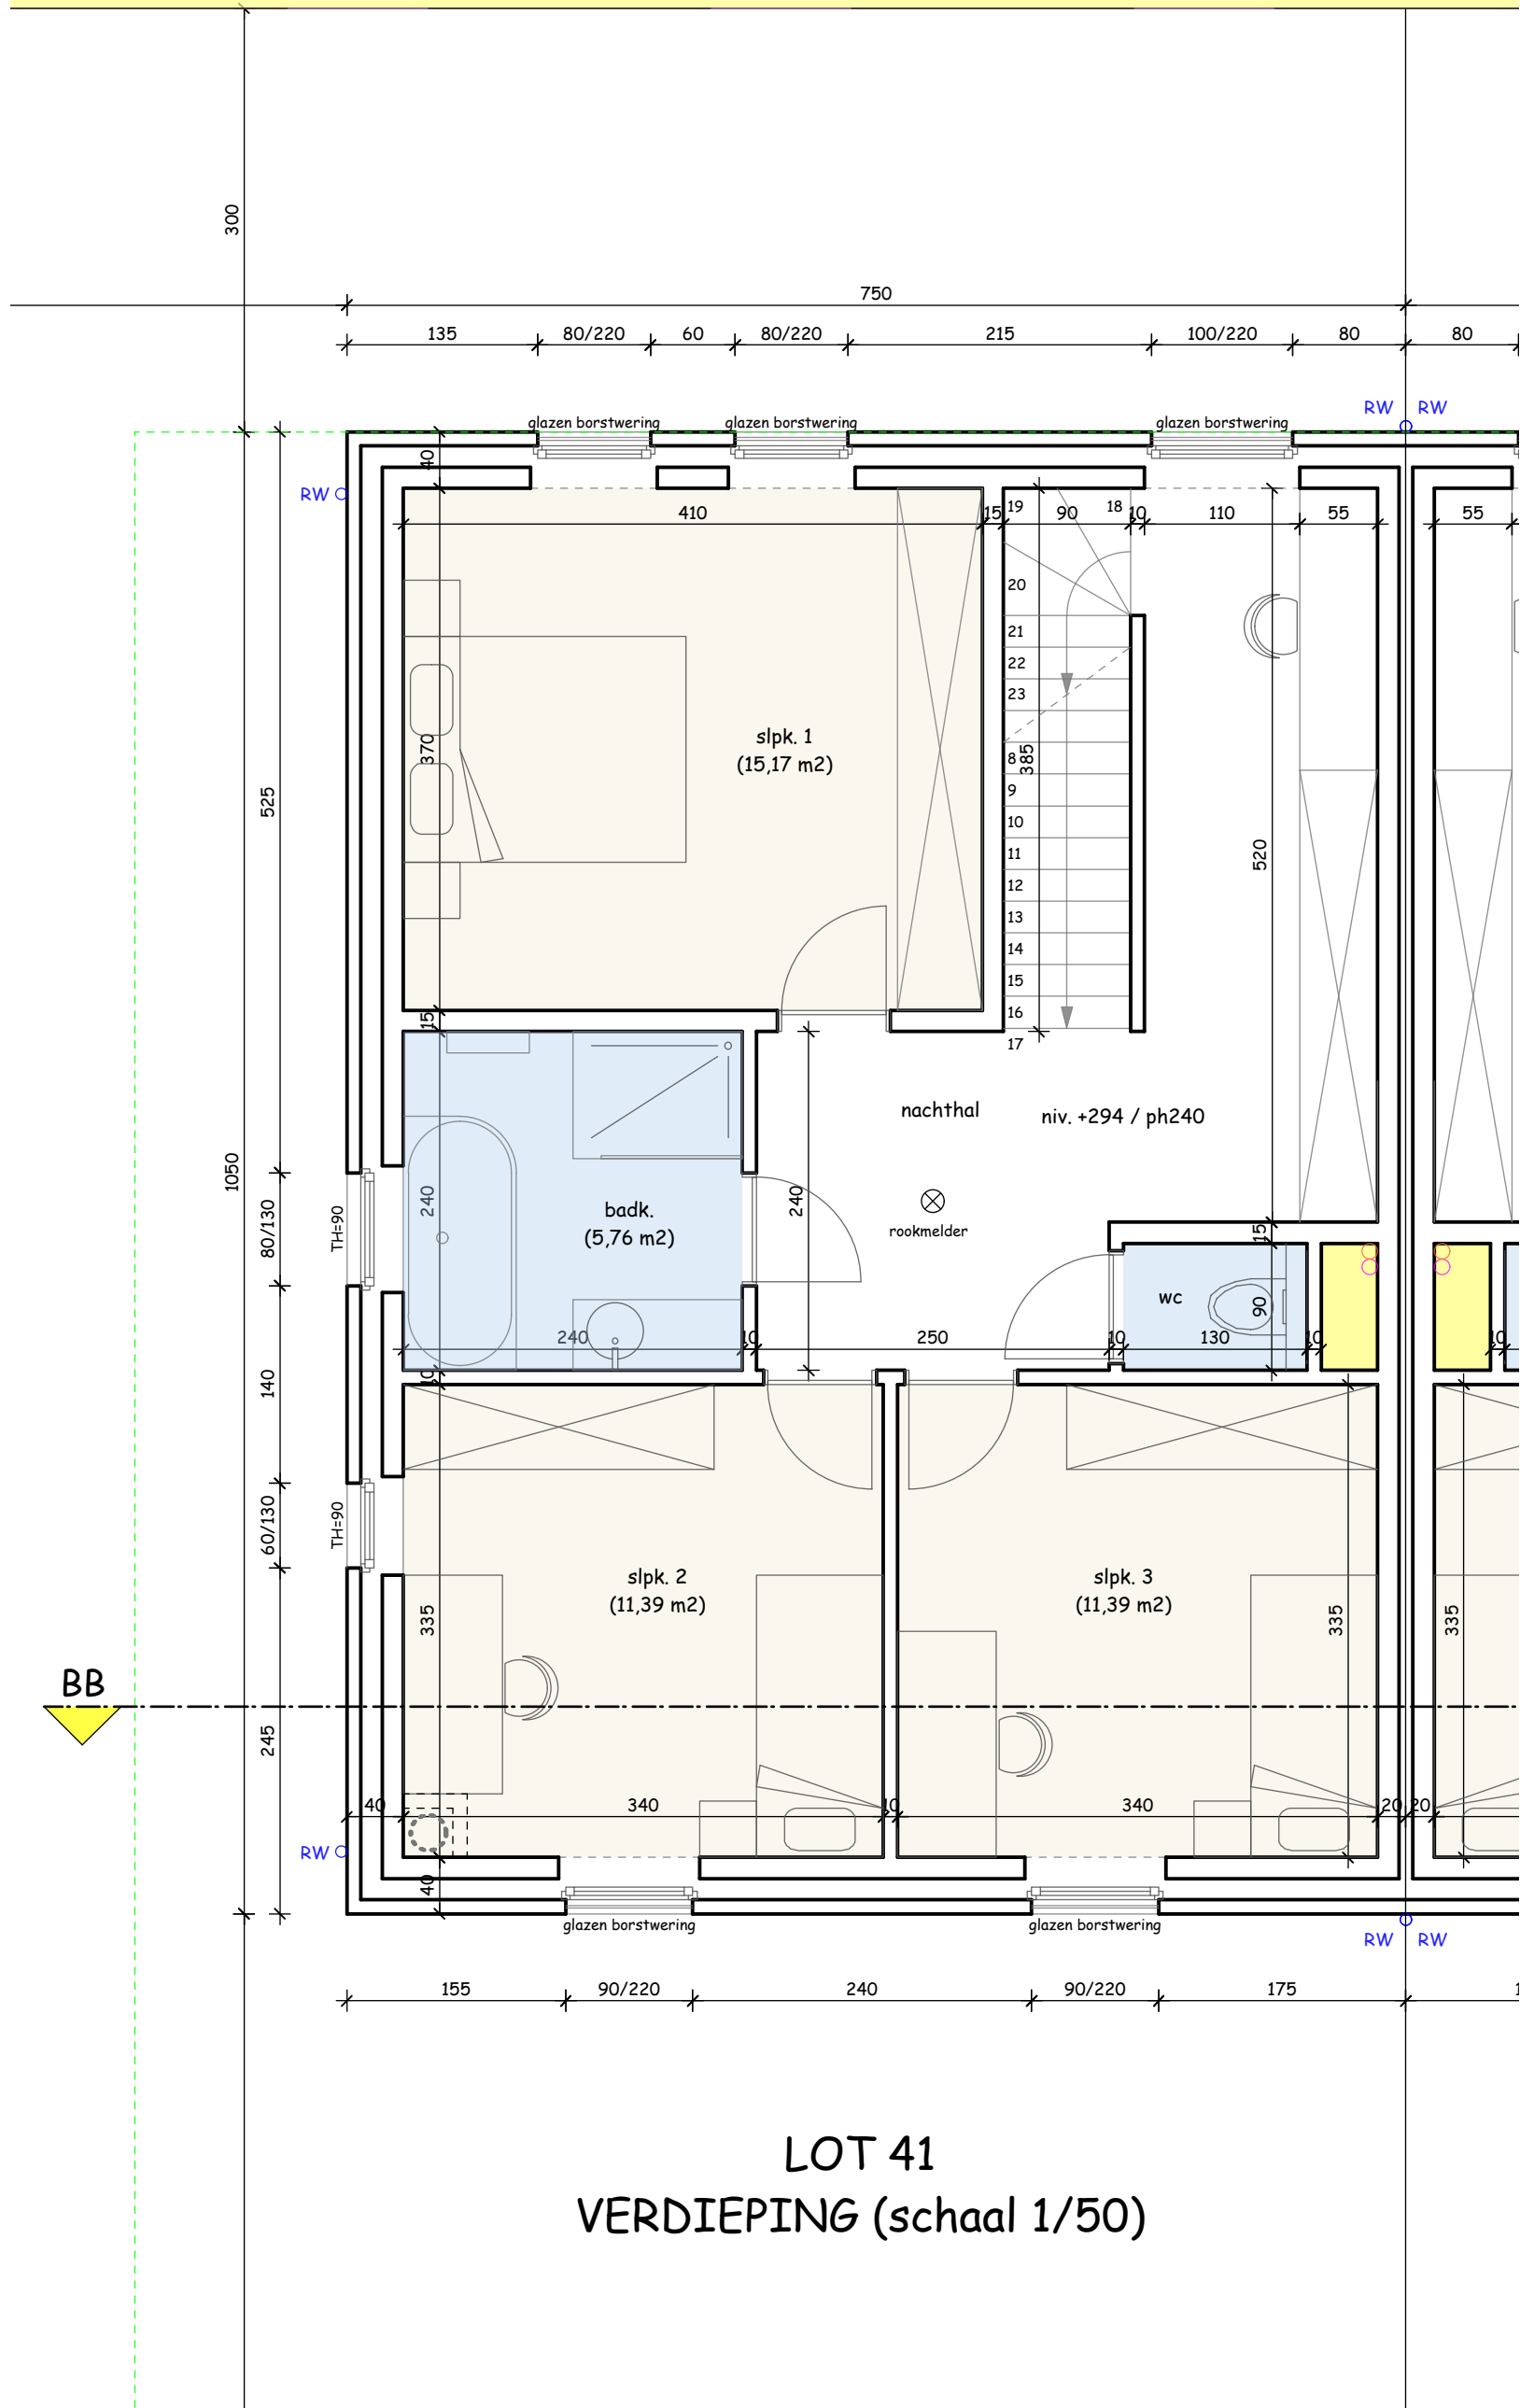 300
750
135
80/220
60
80/220
215
100/220
80
80
glazen borstwering
glazen borstwering
glazen borstwering
RW
RW
40
RW
410
15
19
90
18
10
110
55
55
20
21
22
23
370
385
slpk. 1
(15,17 m2)
8
9
10
11
12
13
14
15
16
17
525
520
15
nachthal
niv. +294 / ph240
1050
80/130
TH=90
240
badk.
(5,76 m2)
240
rookmelder
15
wc
90
240
10
250
10
130
10
10
10
140
60/130
TH=90
335
slpk. 2
(11,39 m2)
slpk. 3
(11,39 m2)
335
335
BB
245
40
340
10
340
20
20
RW
40
glazen borstwering
glazen borstwering
RW
RW
155
90/220
240
90/220
175
1
LOT 41
VERDIEPING (schaal 1/50)